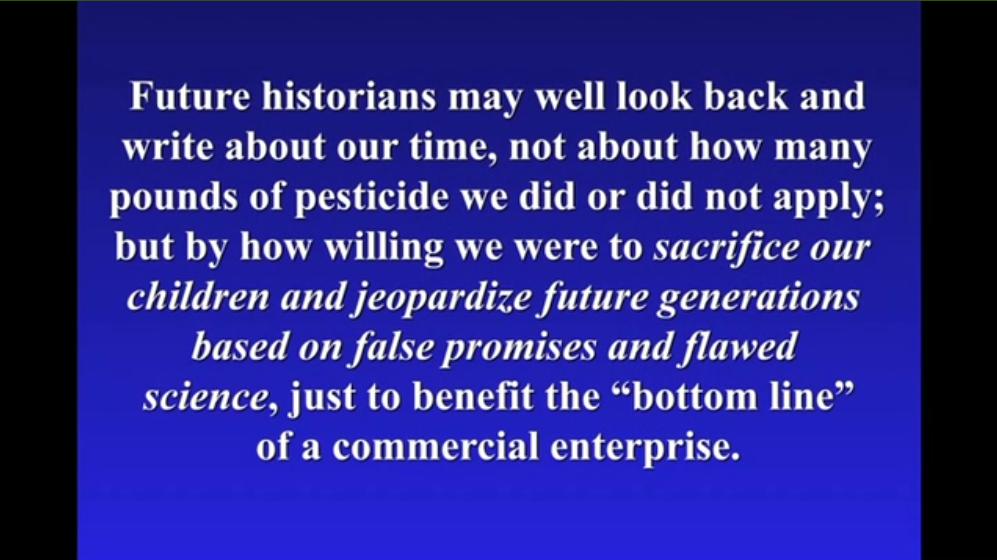 Future historians may well look back and
write about our time, not about how many
pounds of pesticide we did or did not apply;
but by how willing we were to sacrifice our
children and jeopardize future generations
based on false promises and flawed
science, just to benefit the “bottom line”
of a commercial enterprise.